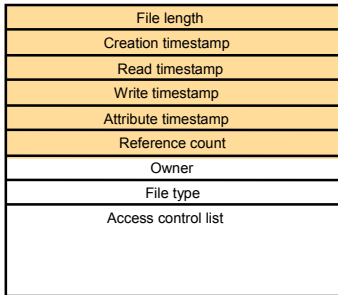 File length
Creation timestamp
Read timestamp
Write timestamp
Attribute timestamp
Reference count
Owner
File type
Access control list